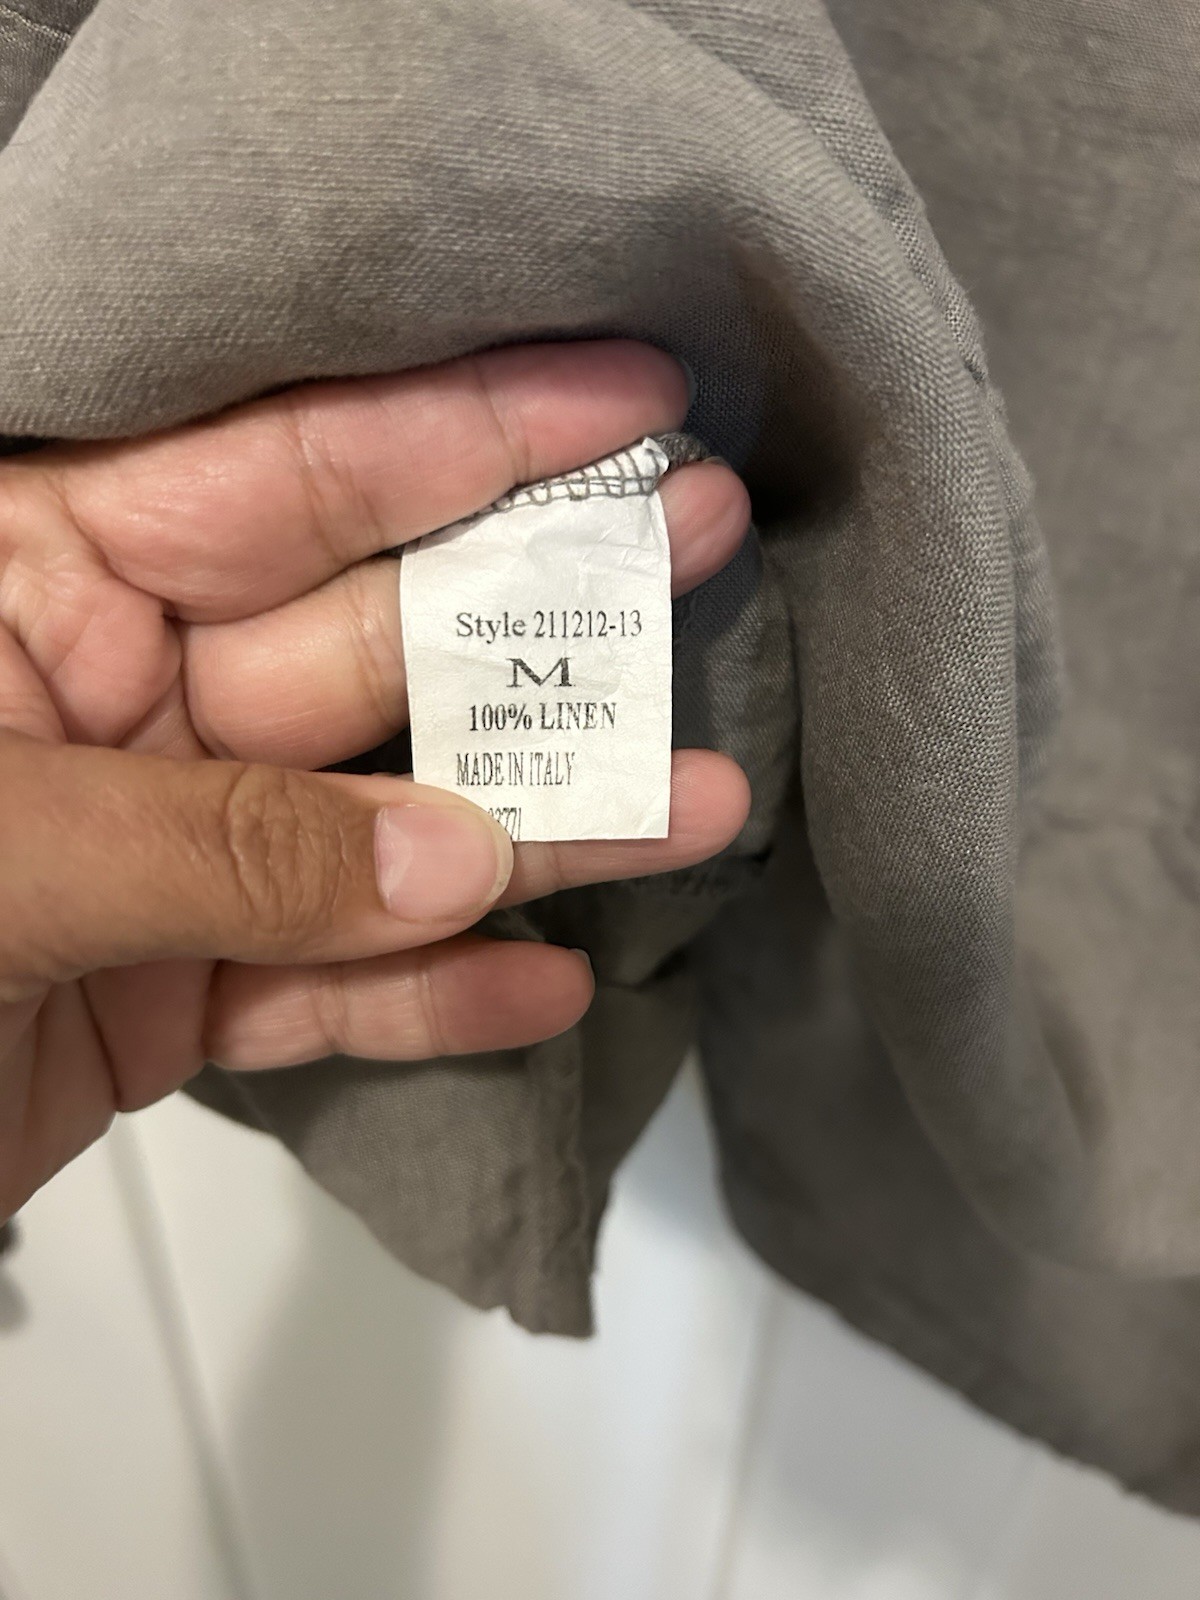 Style 211212-13
M
100% LINEN
MADE IN ITALY